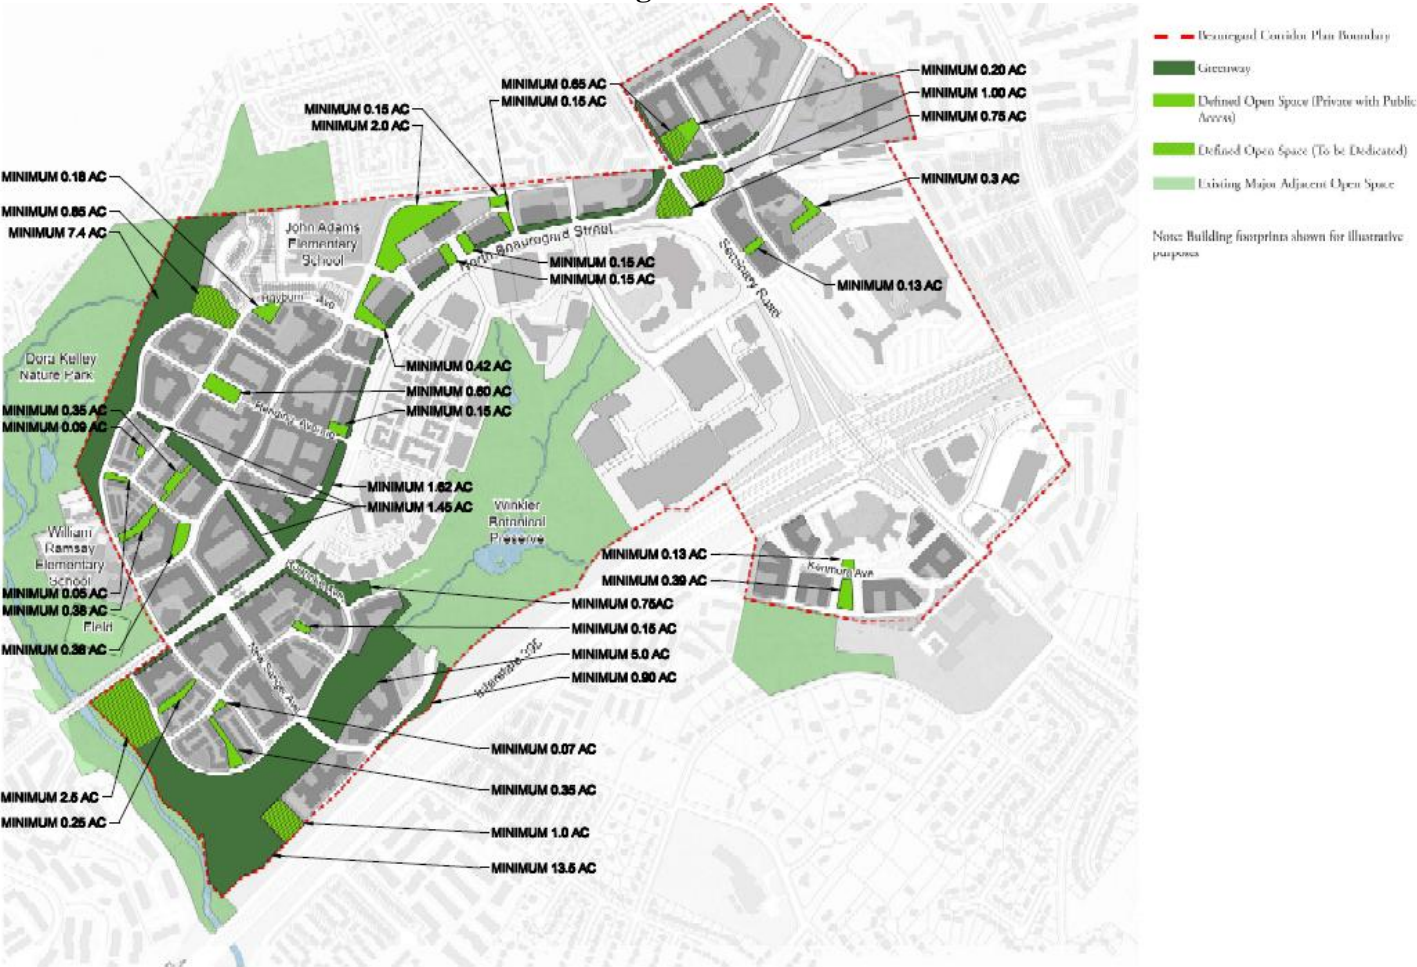 MINIMUM 0.65 AC
MINIMUM 0.15 AC
MINIMUM 0.20 AC
MINIMUM 1.00 AC
MINIMUM 0.75 AC
MINIMUM 0.15 AC
MINIMUM 2.0 AC
MINIMUM 0.18 AC
MINIMUM 0.3 AC
MINIMUM 0.85 AC
MINIMUM 7.4 AC
John Adams
Elementary
School
North Beauregard Street
MINIMUM 0.15 AC
MINIMUM 0.15 AC
Seminary Road
MINIMUM 0.13 AC
Rayburn Ave
Dora Kelley
Nature Park
MINIMUM 0.42 AC
MINIMUM 0.60 AC
MINIMUM 0.15 AC
Reading Avenue
MINIMUM 0.35 AC
MINIMUM 0.09 AC
MINIMUM 1.62 AC
MINIMUM 1.45 AC
Winkler
Botanical
Preserve
William
Ramsay
Elementary
School
Field
MINIMUM 0.05 AC
MINIMUM 0.38 AC
MINIMUM 0.38 AC
MINIMUM 0.13 AC
MINIMUM 0.39 AC
Kenmore Ave
MINIMUM 0.75AC
MINIMUM 0.15 AC
MINIMUM 5.0 AC
MINIMUM 0.90 AC
Interstate 395
MINIMUM 0.07 AC
MINIMUM 0.35 AC
MINIMUM 2.5 AC
MINIMUM 0.25 AC
MINIMUM 1.0 AC
MINIMUM 13.5 AC
Beauregard Corridor Plan Boundary
Greenway
Defined Open Space (Private with Public
Access)
Defined Open Space (To be Dedicated)
Existing Major Adjacent Open Space
Note: Building footprints shown for illustrative
purposes